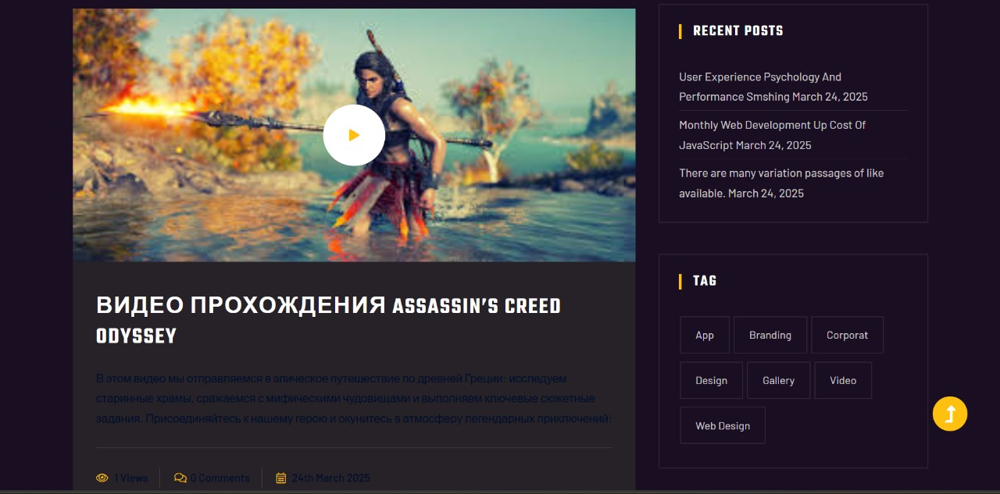 ВИДЕО ПРОХОЖДЕНИЯ ASSASSIN'S CREED
ODYSSEY
В этом видео мы отправляемся в эпическое путешествие по древней Греции: исследуем
старинные храмы, сражаемся с мифическими чудовищами и выполняем ключевые сюжетные
задания. Присоединяйтесь к нашему герою и окунитесь в атмосферу легендарных приключений!
1 Views
0 Comments
24th March 2025
RECENT POSTS
User Experience Psychology And
Performance Smshing March 24, 2025
Monthly Web Development Up Cost Of
JavaScript March 24, 2025
There are many variation passages of like
available. March 24, 2025
TAG
App
Branding
Corporat
Design
Gallery
Video
Web Design